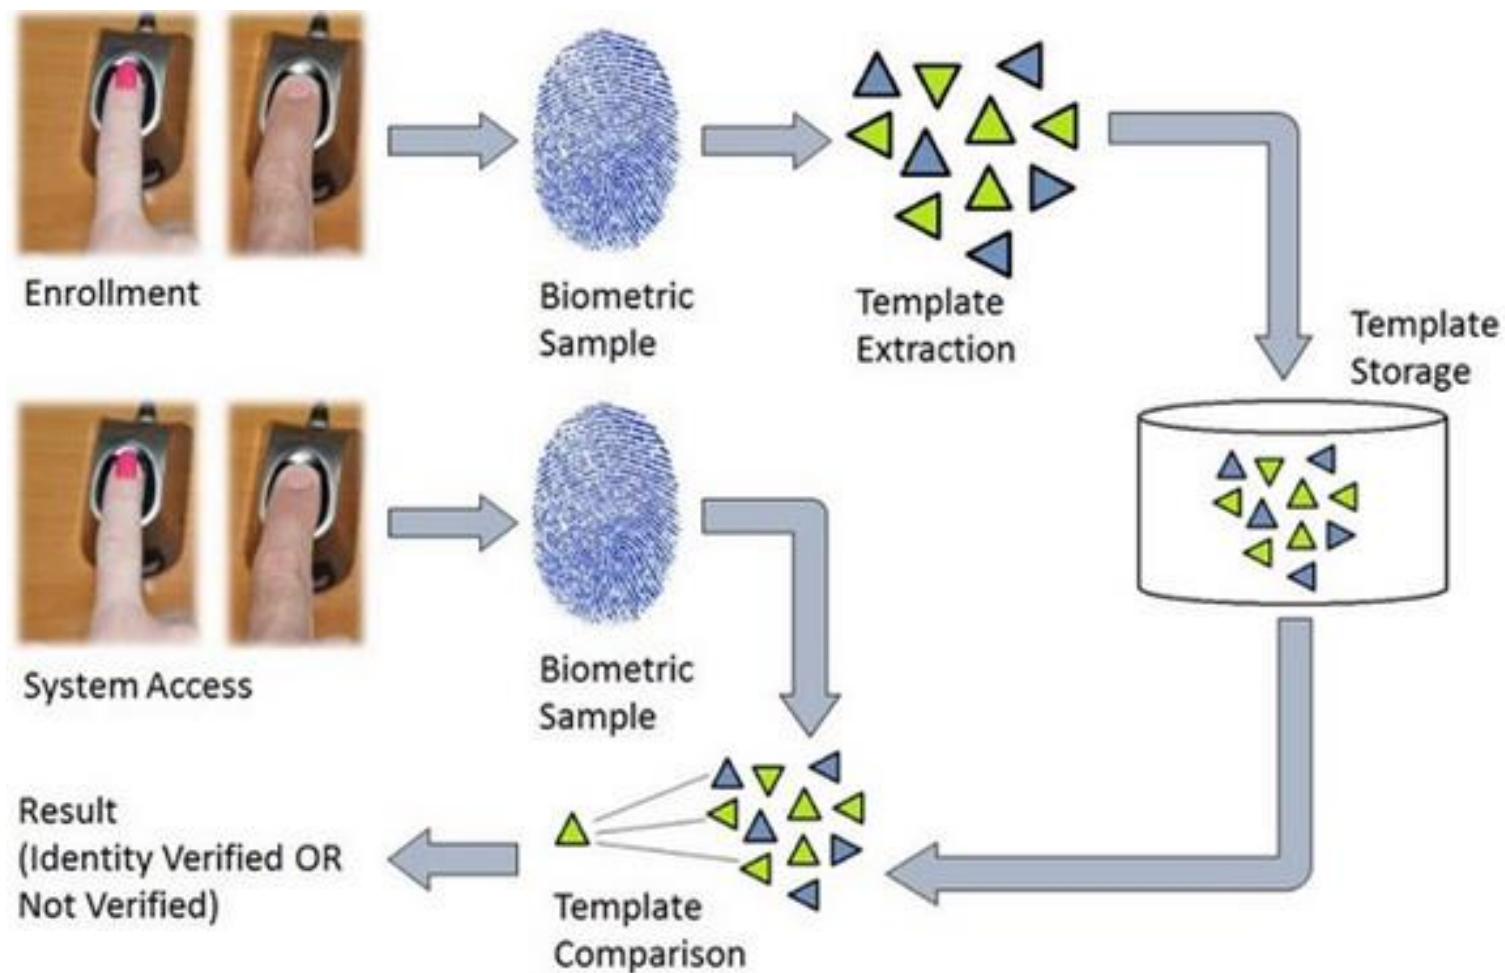 Enrollment
Biometric
Sample
Template
Extraction
Template
Storage
System Access
Biometric
Sample
Result
(Identity Verified OR
Not Verified)
Template
Comparison